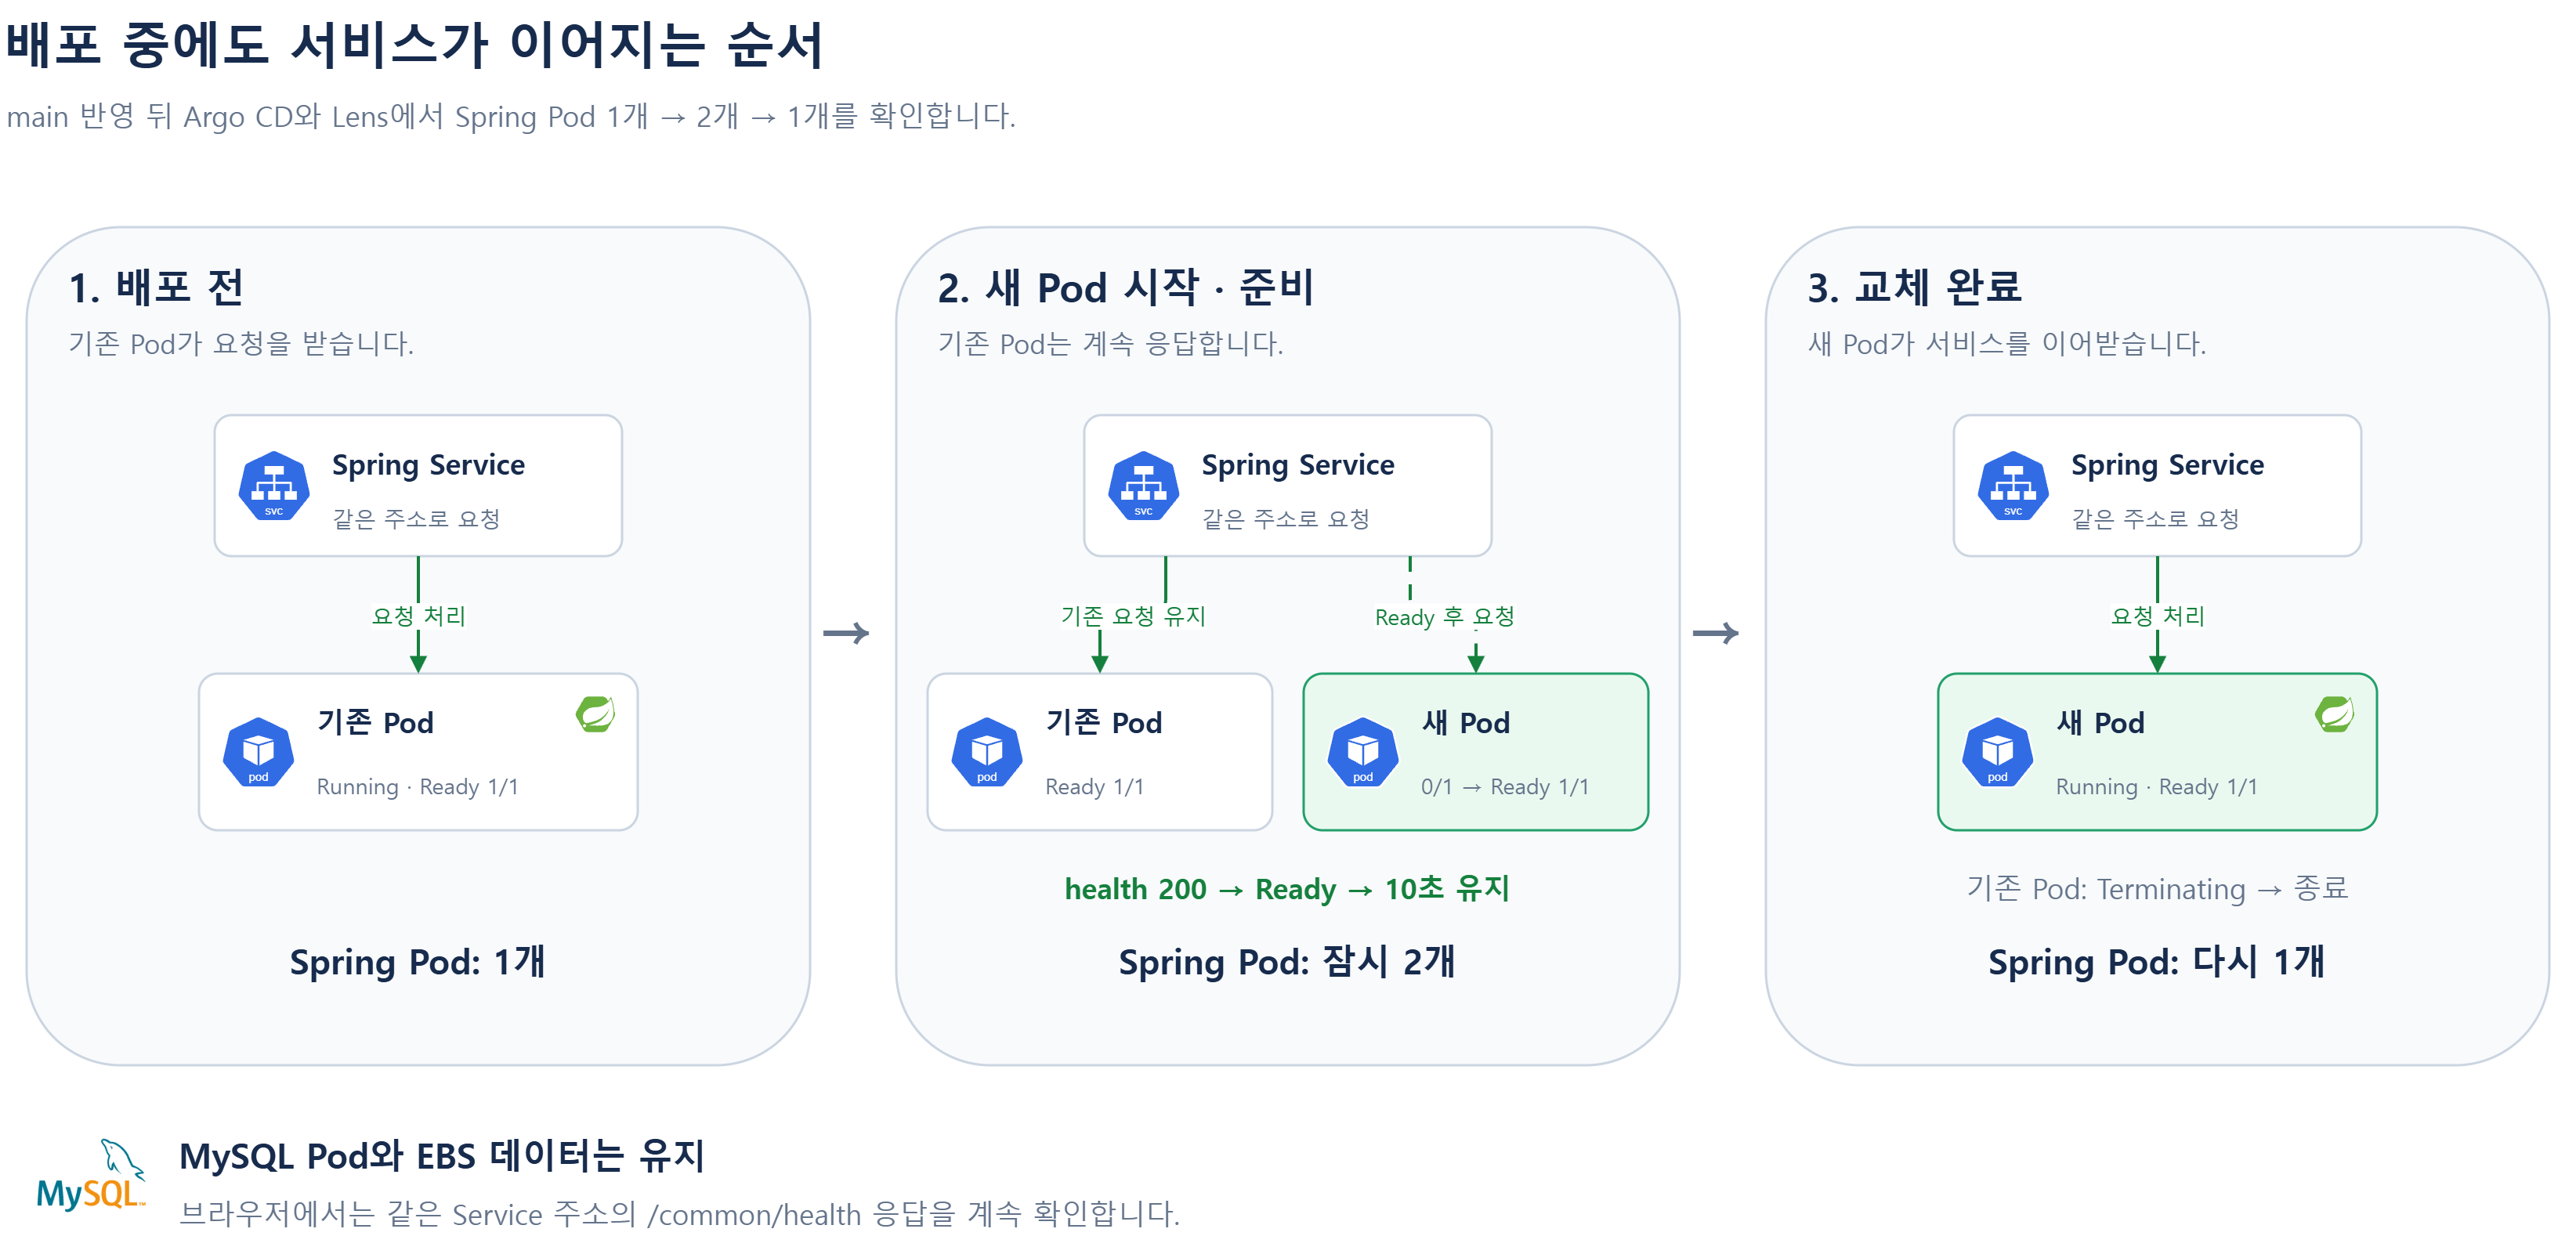 배포 중에도 서비스가 이어지는 순서
main 반영 뒤 Argo CD와 Lens에서 Spring Pod 1개 → 2개 → 1개를 확인합니다.
1. 배포 전
기존 Pod가 요청을 받습니다.
Spring Service
같은 주소로 요청
svc
요청 처리
기존 Pod
Running · Ready 1/1
pod
Spring Pod: 1개
→
2. 새 Pod 시작 · 준비
기존 Pod는 계속 응답합니다.
Spring Service
같은 주소로 요청
svc
기존 요청 유지
Ready 후 요청
기존 Pod
Ready 1/1
pod
새 Pod
0/1 → Ready 1/1
pod
health 200 → Ready → 10초 유지
Spring Pod: 잠시 2개
→
3. 교체 완료
새 Pod가 서비스를 이어받습니다.
Spring Service
같은 주소로 요청
svc
요청 처리
새 Pod
Running · Ready 1/1
pod
기존 Pod: Terminating → 종료
Spring Pod: 다시 1개
MySQL™
MySQL Pod와 EBS 데이터는 유지
브라우저에서는 같은 Service 주소의 /common/health 응답을 계속 확인합니다.